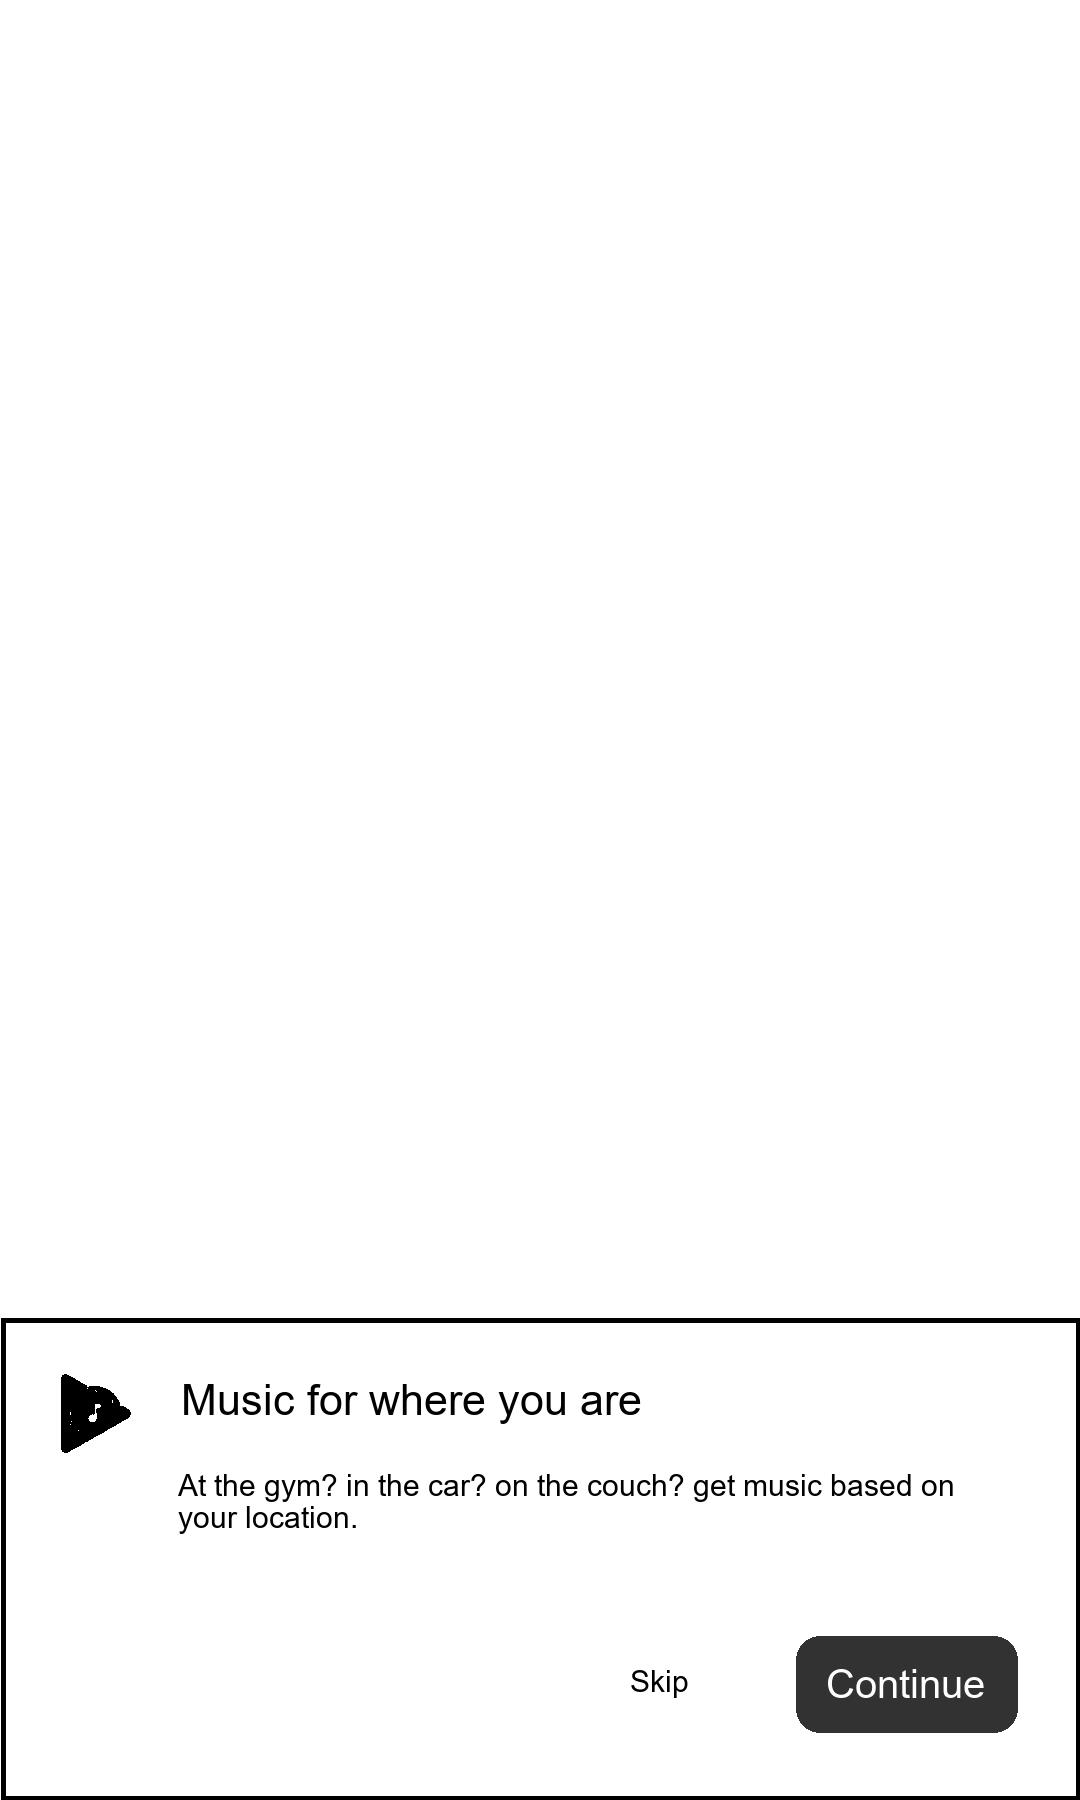 Music for where you are
At the gym? in the car? on the couch? get music based on
your location.
Skip
Continue